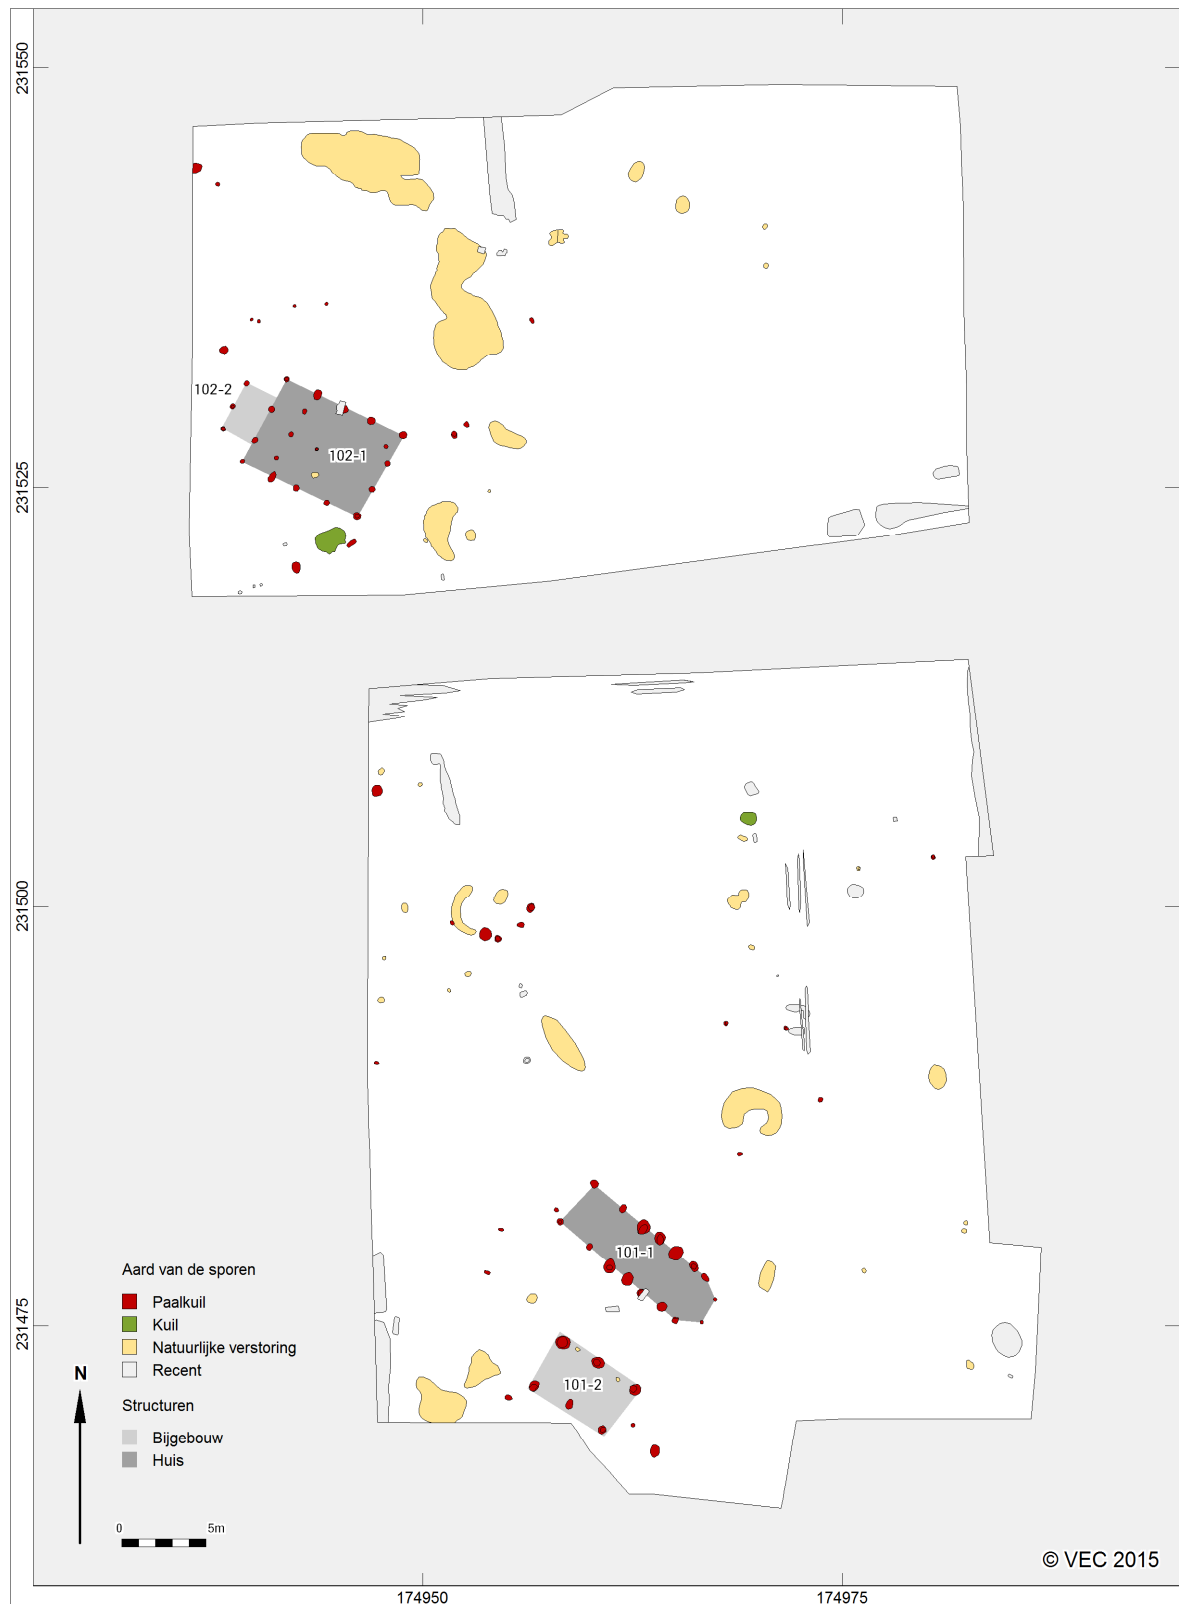 231550
102-2
102-1
231525
231500
101-1
231475
101-2
Aard van de sporen
Paalkuil
Kuil
Natuurlijke verstoring
Recent
Structuren
Bijgebouw
Huis
N
0 5m
© VEC 2015
174950 174975